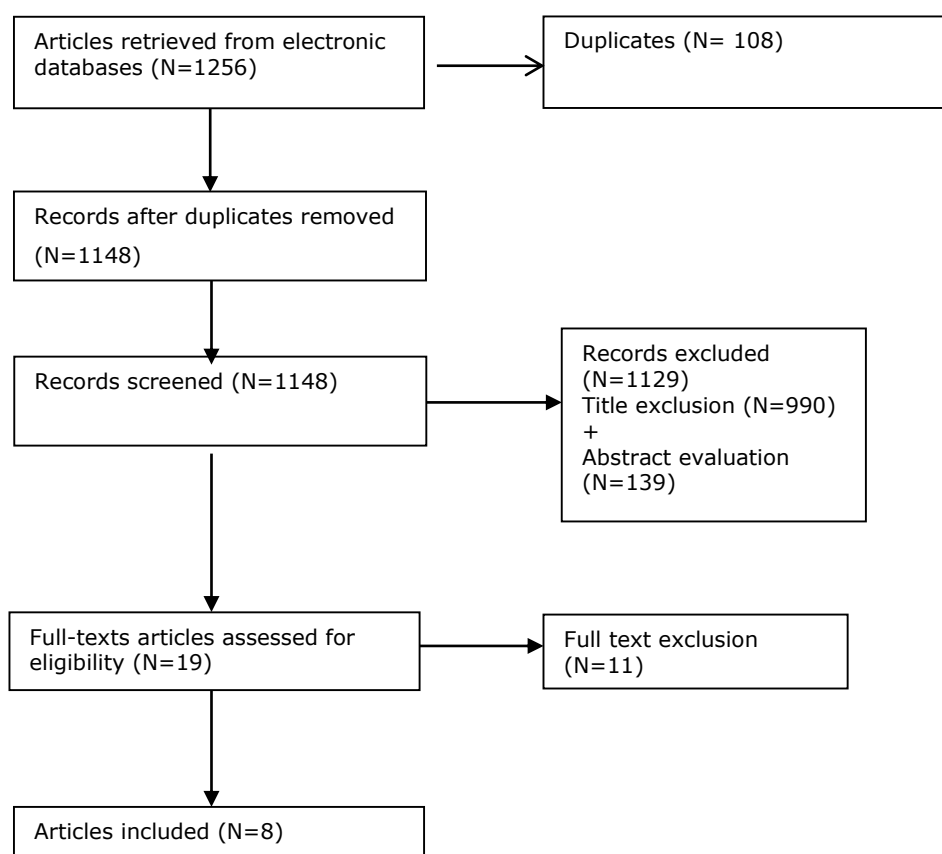 Articles retrieved from electronic
databases (N=1256)
Duplicates (N= 108)
Records after duplicates removed
(N=1148)
Records screened (N=1148)
Records excluded
(N=1129)
Title exclusion (N=990)
+
Abstract evaluation
(N=139)
Full-texts articles assessed for
eligibility (N=19)
Full text exclusion
(N=11)
Articles included (N=8)